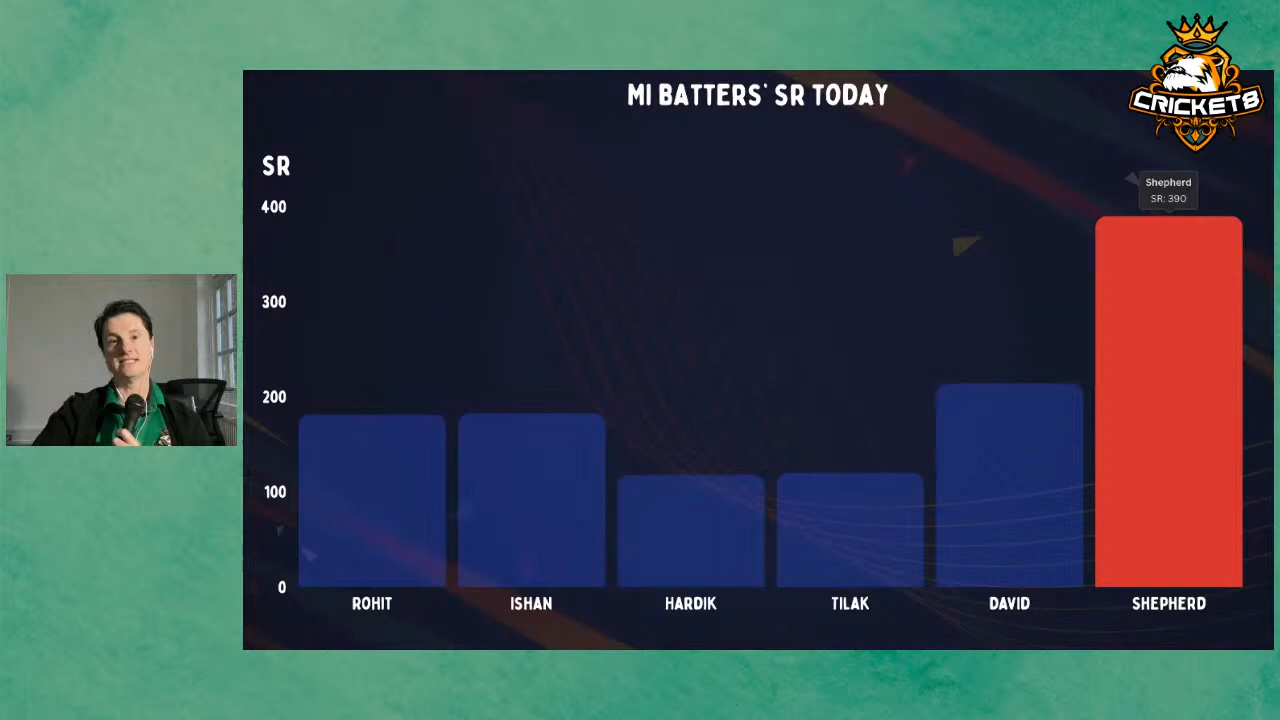 CRICKET8
MI BATTERS' SR TODAY
SR
400
300
200
100
0
Shepherd
SR: 390
ROHIT
ISHAN
HARDIK
TILAK
DAVID
SHEPHERD